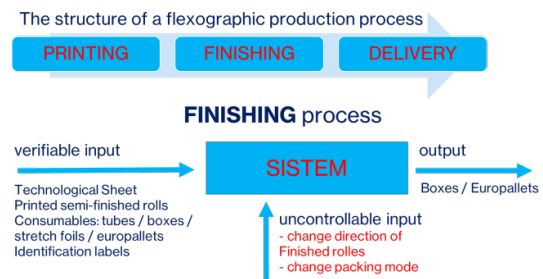 The structure of a flexographic production process
PRINTING
FINISHING
DELIVERY
FINISHING process
verifiable input
SISTEM
output
Technological Sheet
Printed semi-finished rolls
Consumables: tubes / boxes /
stretch foils / europallets
Identification labels
Boxes / Europallets
uncontrollable input
- change direction of
Finished rolles
- change packing mode